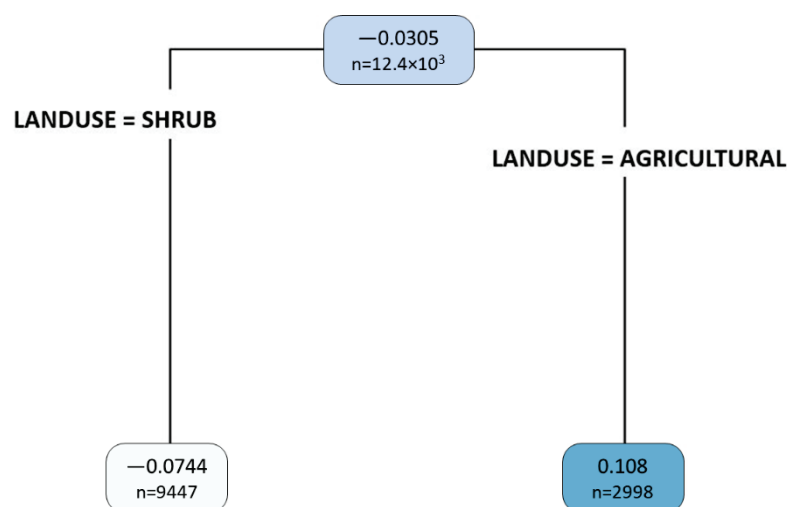 —0.0305
n=12.4×10³
LANDUSE = SHRUB
LANDUSE = AGRICULTURAL
—0.0744
n=9447
0.108
n=2998